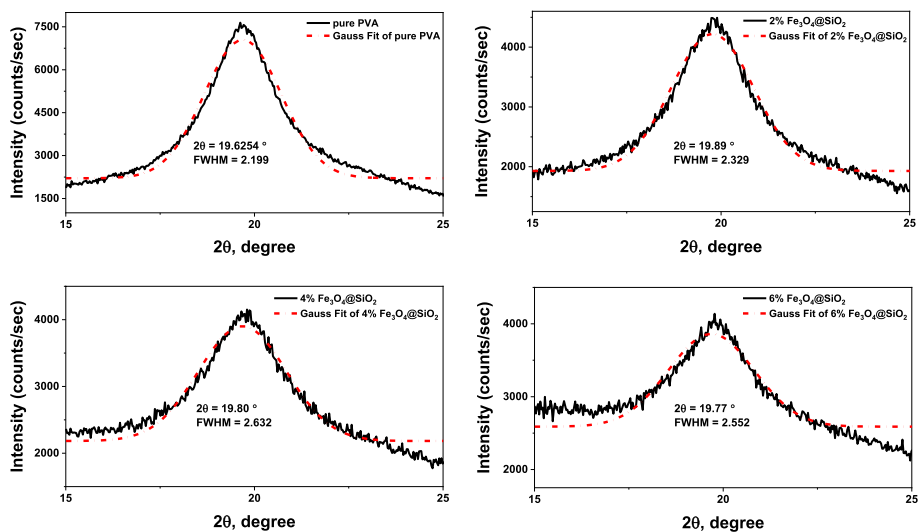 pure PVA
Gauss Fit of pure PVA
7500
6000
4500
3000
1500
Intensity (counts/sec)
2θ = 19.6254 °
FWHM = 2.199
15
20
25
2θ, degree
2% Fe₃O₄@SiO₂
Gauss Fit of 2% Fe₃O₄@SiO₂
4000
3000
2000
Intensity (counts/sec)
2θ = 19.89 °
FWHM = 2.329
15
20
25
2θ, degree
4% Fe₃O₄@SiO₂
Gauss Fit of 4% Fe₃O₄@SiO₂
4000
3000
2000
Intensity (counts/sec)
2θ = 19.80 °
FWHM = 2.632
15
20
25
2θ, degree
6% Fe₃O₄@SiO₂
Gauss Fit of 6% Fe₃O₄@SiO₂
4000
3000
2000
Intensity (counts/sec)
2θ = 19.77 °
FWHM = 2.552
15
20
25
2θ, degree